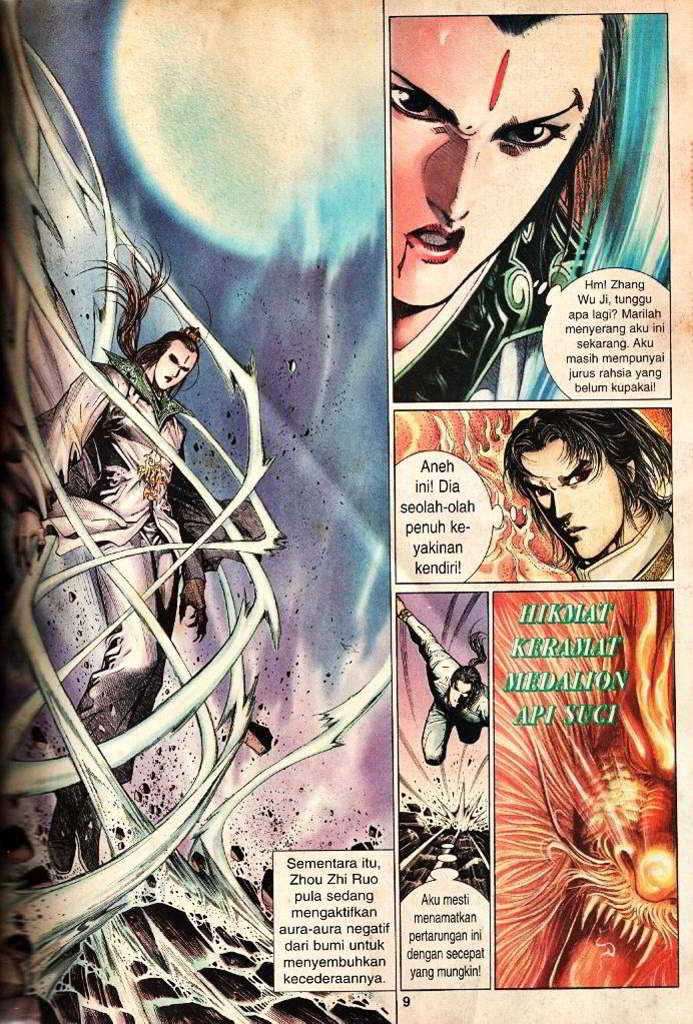 Sementara itu,
Zhou Zhi Ruo
pula sedang
mengaktifkan
aura-aura negatif
dari bumi untuk
menyembuhkan
kecederaannya.
Hm! Zhang
Wu Ji, tunggu
apa lagi? Marilah
menyerang aku ini
sekarang. Aku
masih mempunyai
jurus rahsia yang
belum kupakai!
Aneh
ini! Dia
seolah-olah
penuh ke-
yakinan
kendiri!
Aku mesti
menamatkan
pertarungan ini
dengan secepat
yang mungkin!
HIKMAT
KERAMAT
MEDALION
API SUCI
9